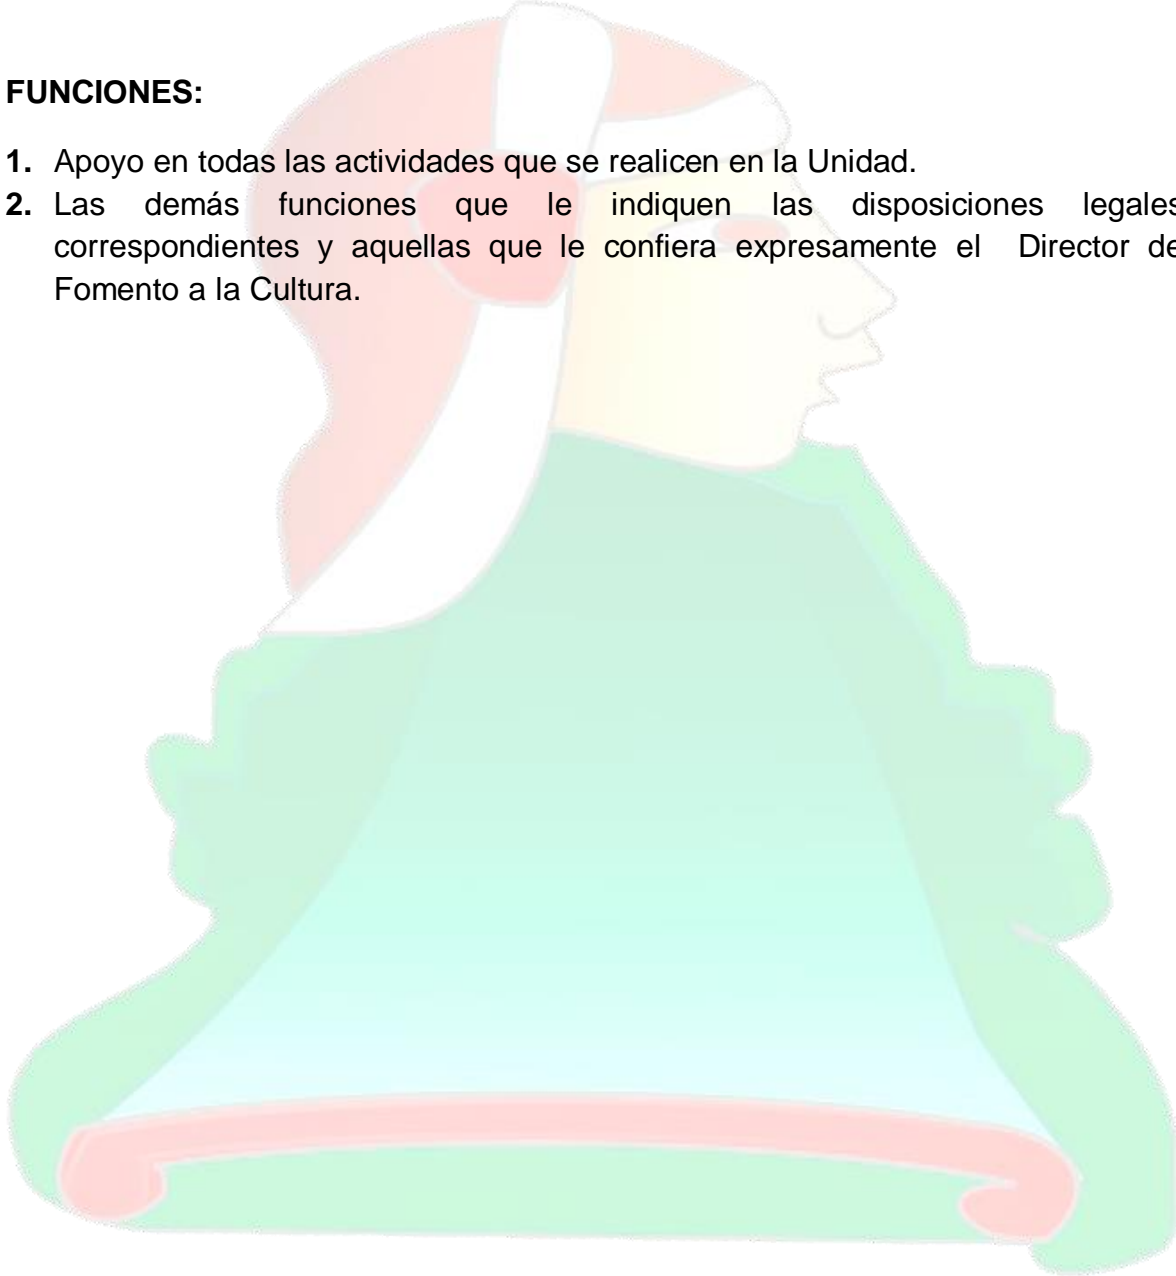 FUNCIONES:
1. Apoyo en todas las actividades que se realicen en la Unidad.
2. Las demás funciones que le indiquen las disposiciones legales
correspondientes y aquellas que le confiera expresamente el Director de
Fomento a la Cultura.